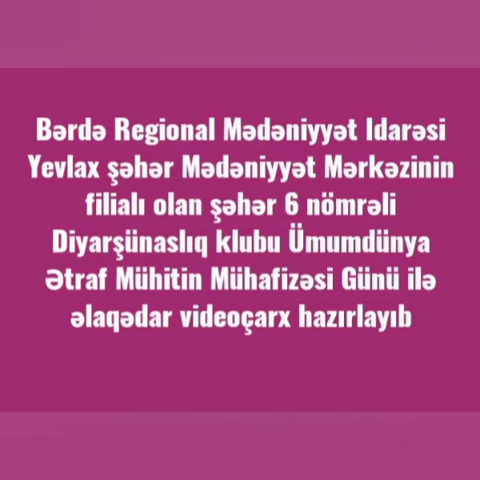 Bərdə Regional Mədəniyyət Idarəsi
Yevlax şəhər Mədəniyyət Mərkəzinin
filialı olan şəhər 6 nömrəli
Diyarşünaslıq klubu Ümumdünya
Ətraf Mühitin Mühafizəsi Günü ilə
əlaqədar videoçarx hazırlayıb